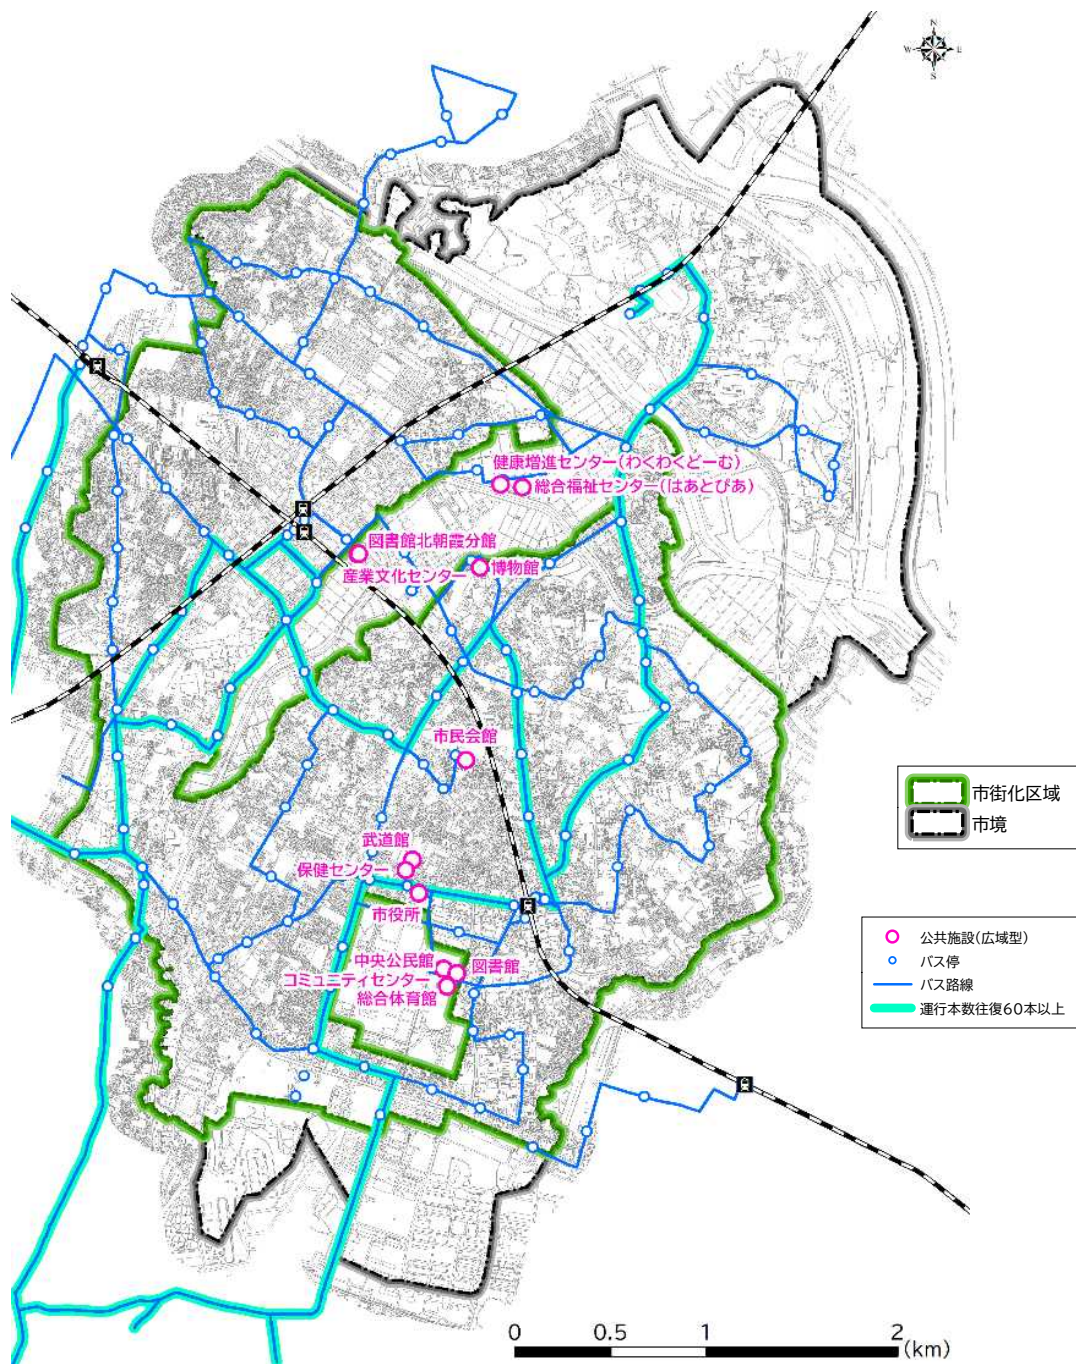 N
W E
S
健康増進センター(わくわくどーむ)
総合福祉センター(はあとぴあ)
図書館北朝霞分館
産業文化センター
博物館
市民会館
市街化区域
市境
武道館
保健センター
市役所
公共施設(広域型)
バス停
バス路線
運行本数往復60本以上
中央公民館
図書館
コミュニティセンター
総合体育館
0 0.5 1 2
(km)